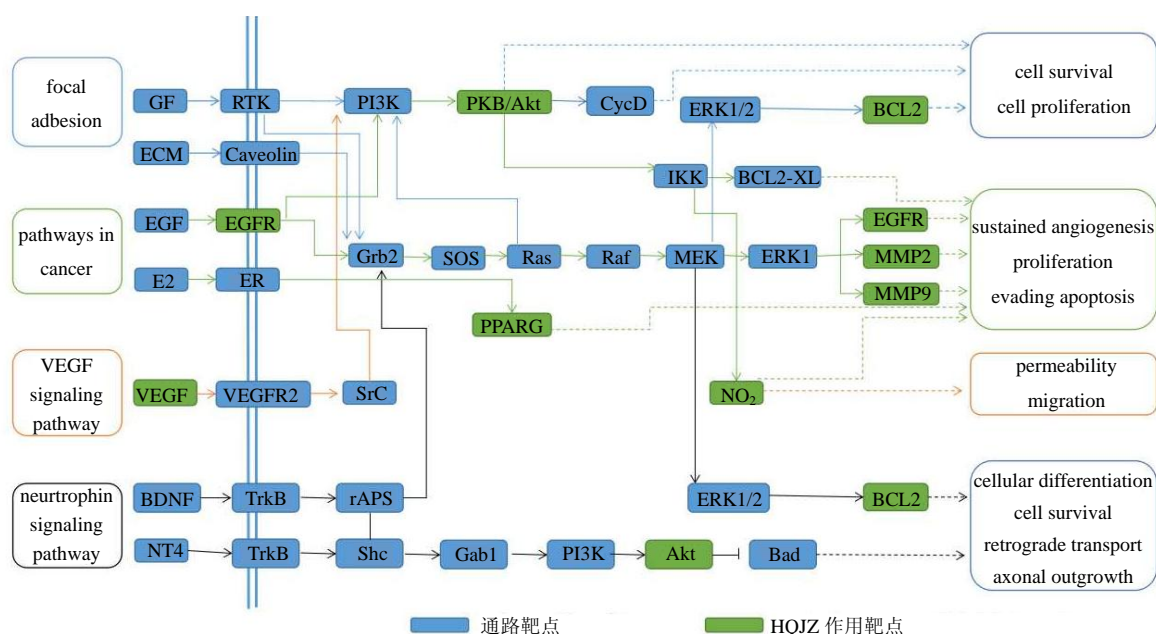 focal
adbesion
GF
RTK
PI3K
PKB/Akt
CycD
ERK1/2
BCL2
cell survival
cell proliferation
ECM
Caveolin
IKK
BCL2-XL
pathways in
cancer
EGF
EGFR
Grb2
SOS
Ras
Raf
MEK
ERK1
EGFR
MMP2
MMP9
sustained angiogenesis
proliferation
evading apoptosis
E2
ER
PPARG
VEGF
signaling
pathway
VEGF
VEGFR2
SrC
NO₂
permeability
migration
neurtrophin
signaling
pathway
BDNF
TrkB
rAPS
ERK1/2
BCL2
cellular differentiation
cell survival
retrograde transport
axonal outgrowth
NT4
TrkB
Shc
Gab1
PI3K
Akt
Bad
通路靶点
HQJZ 作用靶点